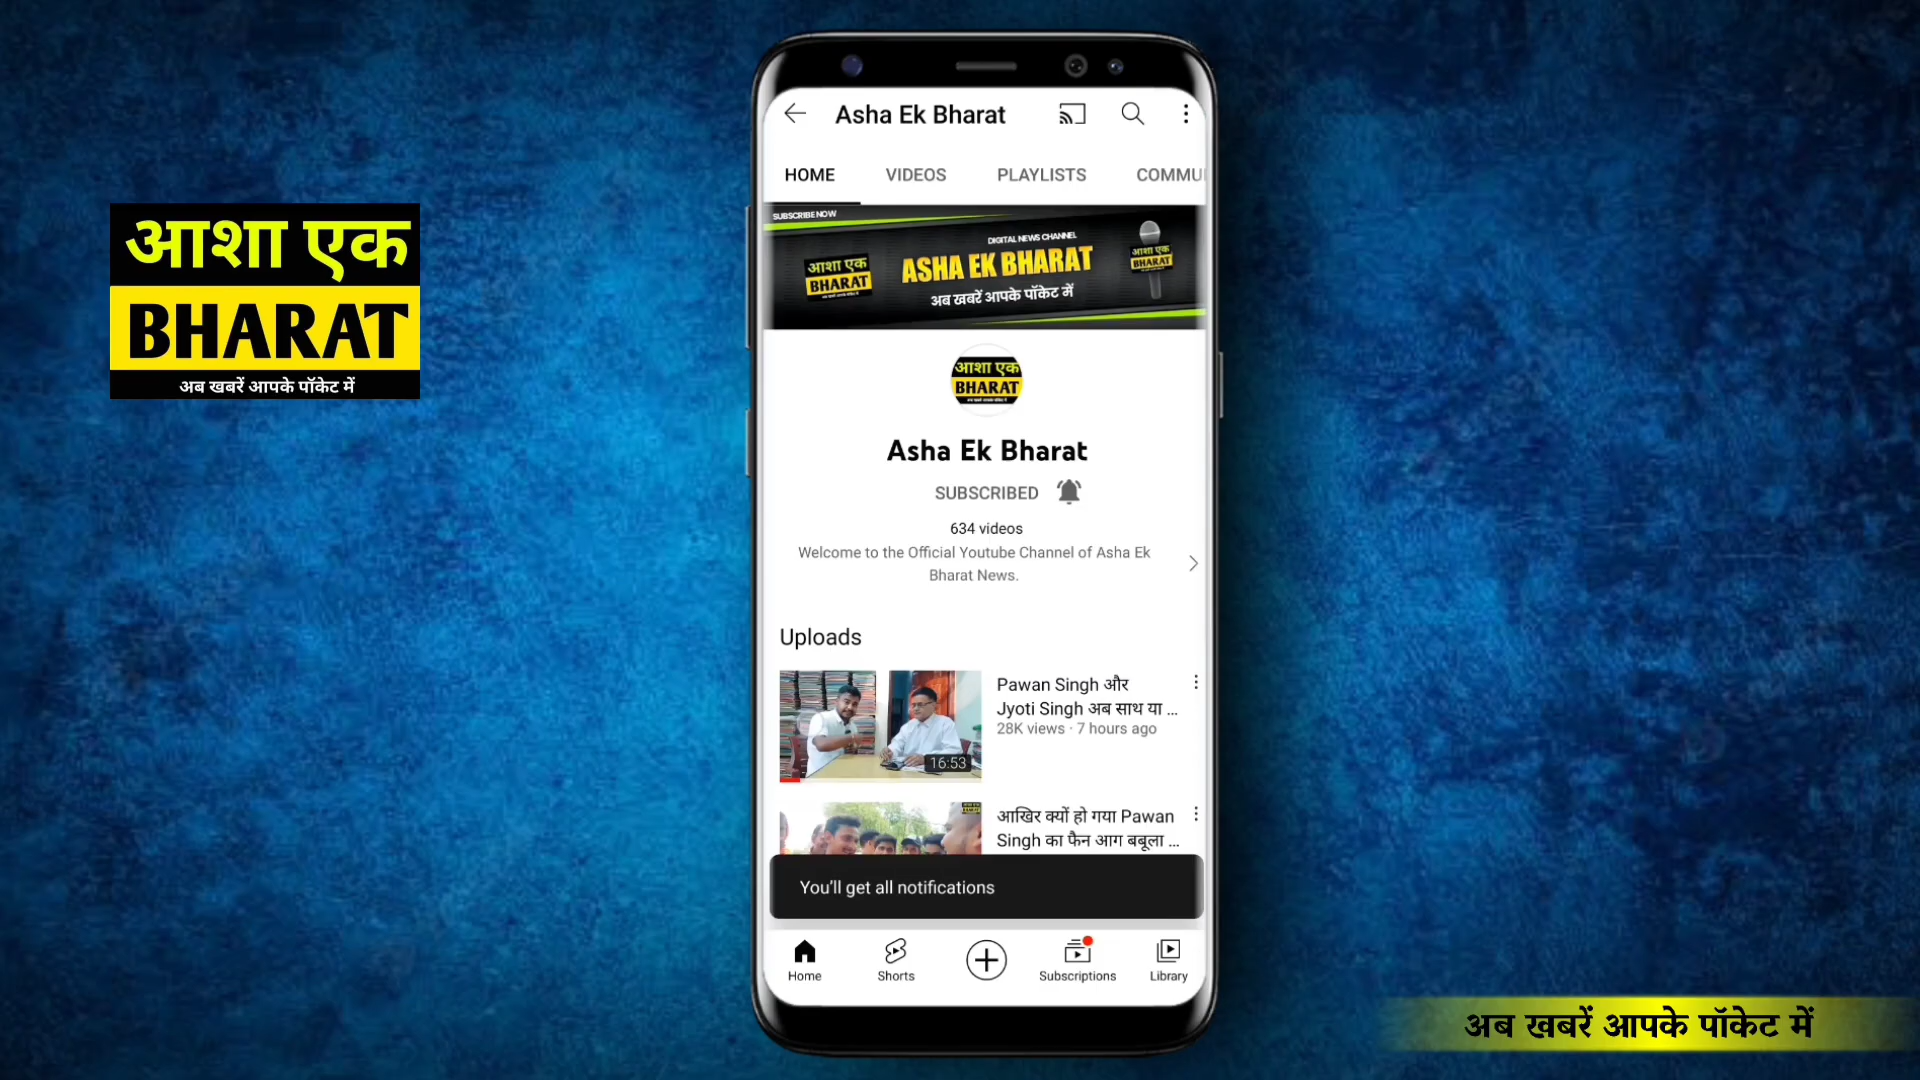 आशा एक
BHARAT
अब खबरें आपके पॉकेट में
Asha Ek Bharat
HOME VIDEOS PLAYLISTS COMMU
SUBSCRIBE NOW
DIGITAL NEWS CHANNEL
ASHA EK BHARAT
अब खबरें आपके पॉकेट में
आशा एक
BHARAT
आशा एक
BHARAT
आशा एक
BHARAT
Asha Ek Bharat
SUBSCRIBED
634 videos
Welcome to the Official Youtube Channel of Asha Ek
Bharat News.
Uploads
16:53
Pawan Singh और
Jyoti Singh अब साथ या ...
28K views · 7 hours ago
आखिर क्यों हो गया Pawan
Singh का फैन आग बबूला ...
You'll get all notifications
Home Shorts Subscriptions Library
अब खबरें आपके पॉकेट में